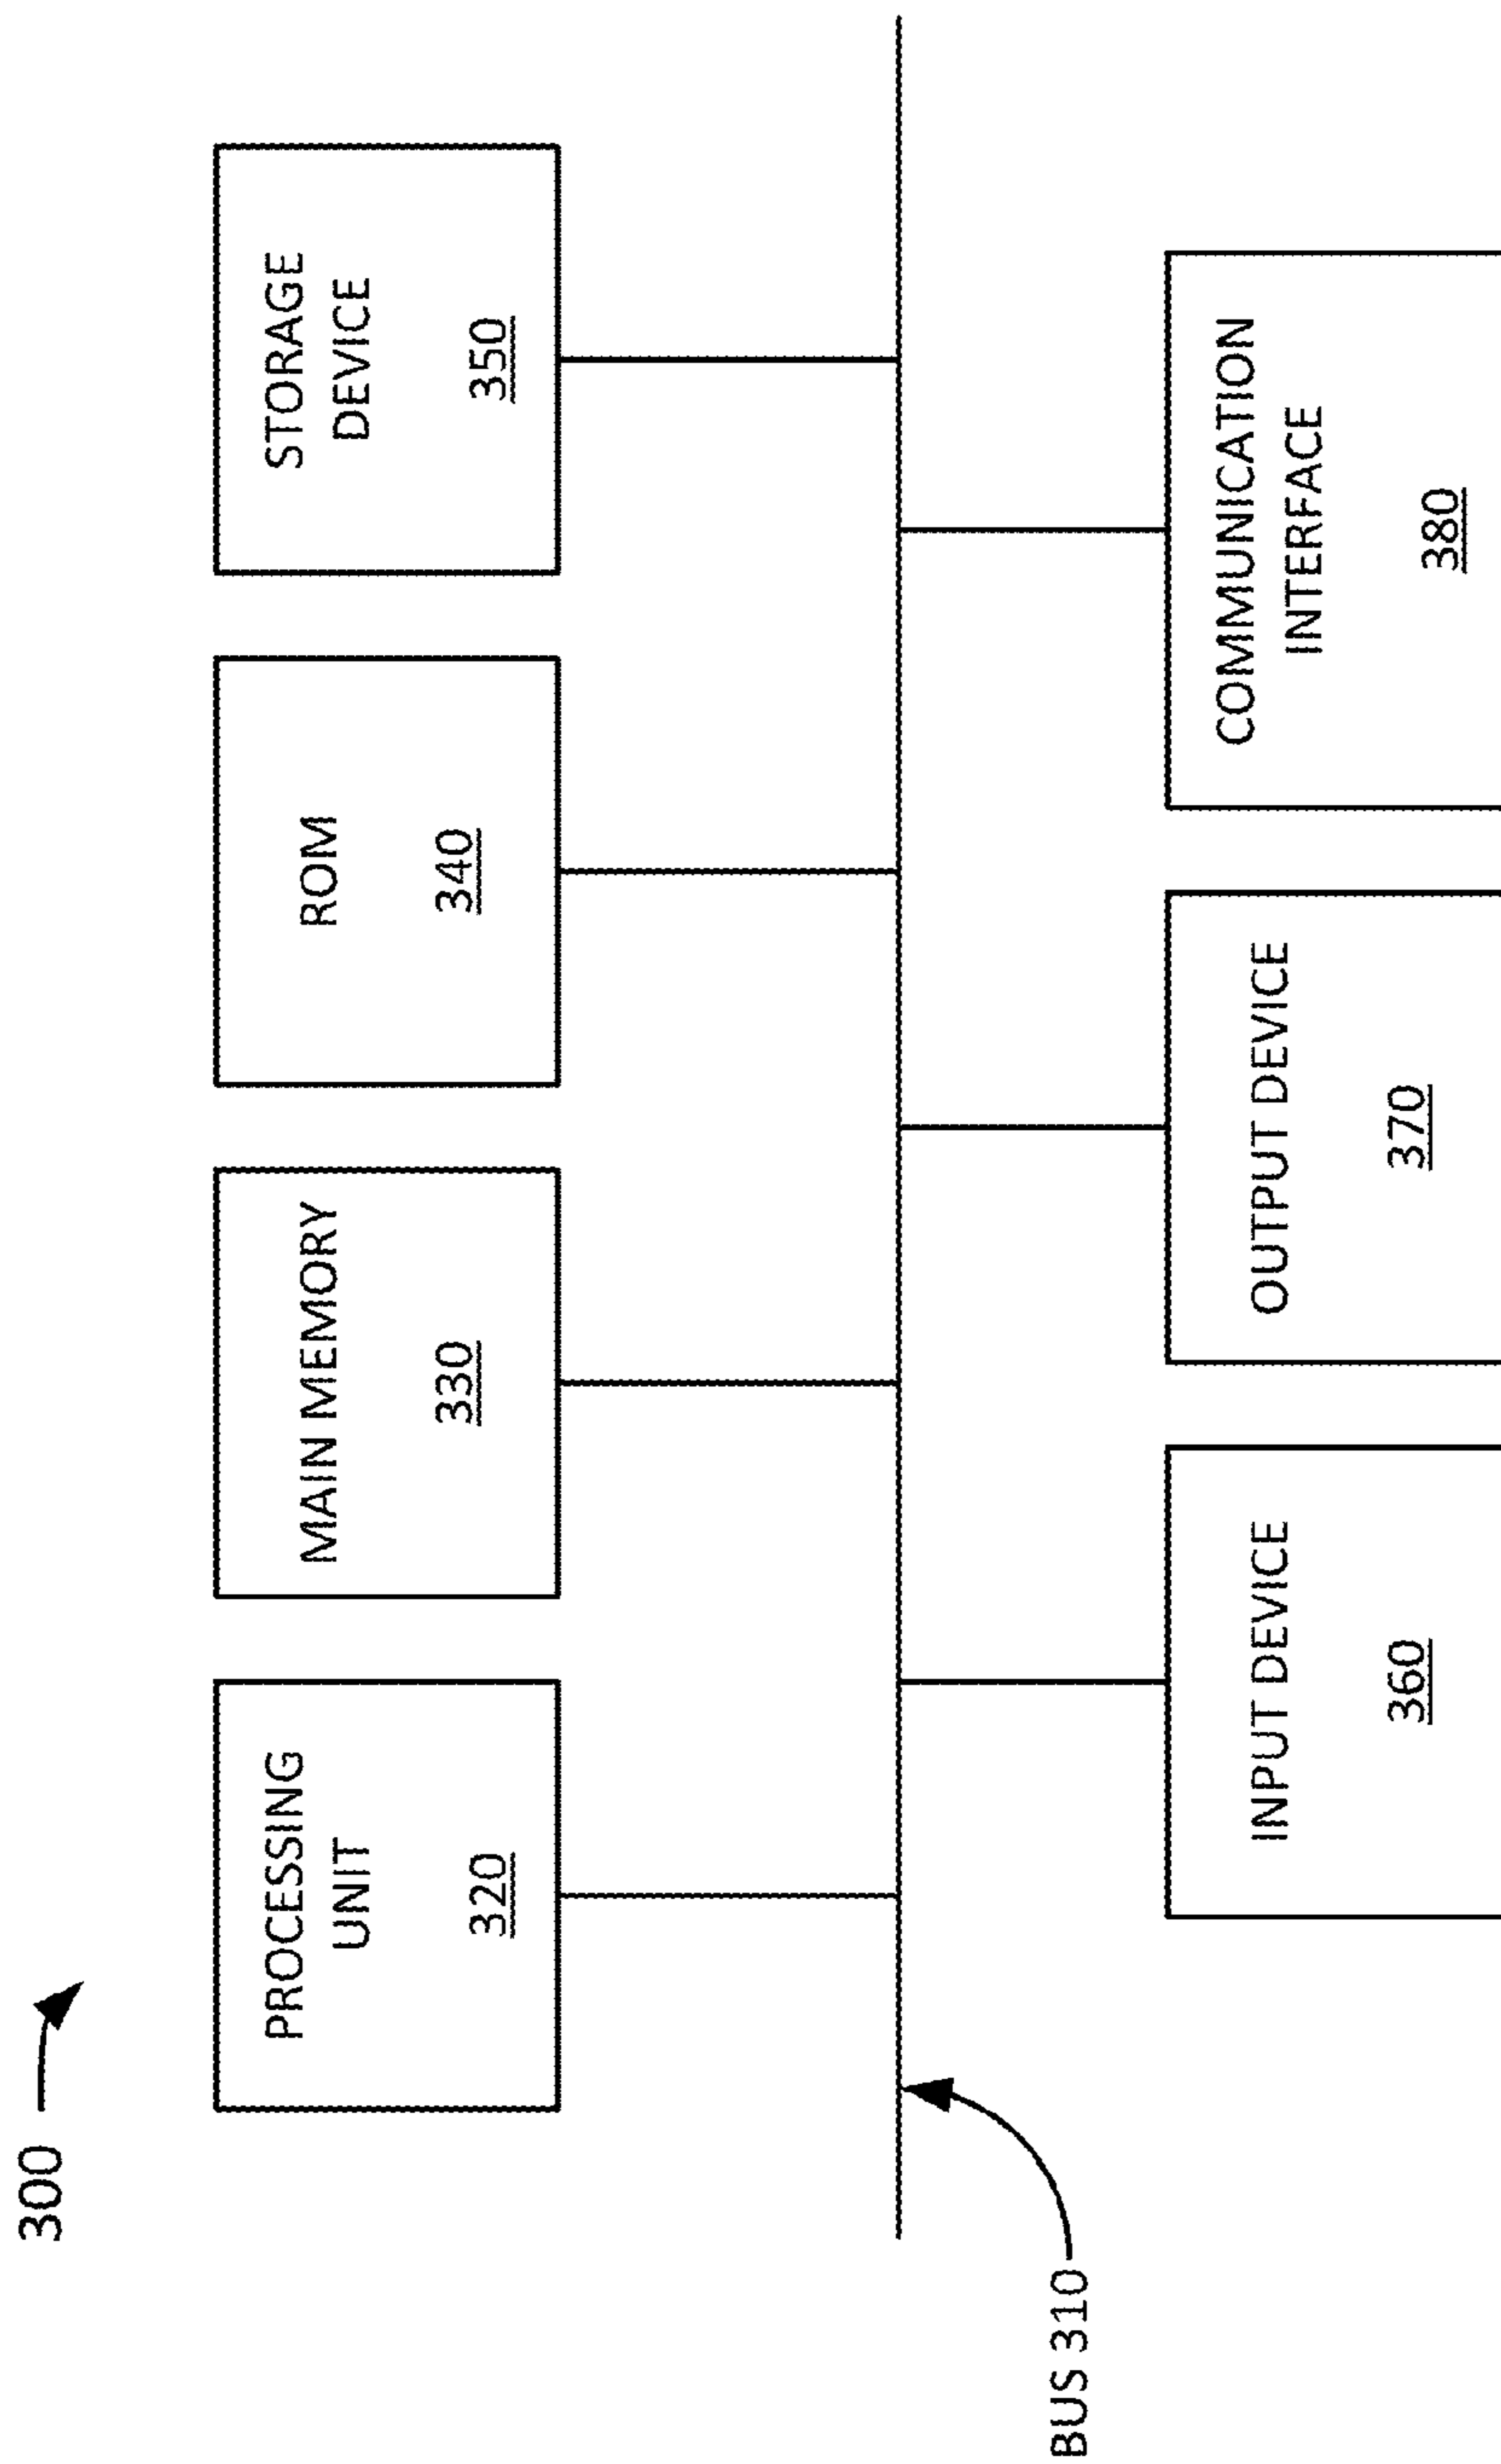 300
PROCESSING
UNIT
320
MAIN MEMORY
330
ROM
340
STORAGE
DEVICE
350
BUS 310
INPUT DEVICE
360
OUTPUT DEVICE
370
COMMUNICATION
INTERFACE
380